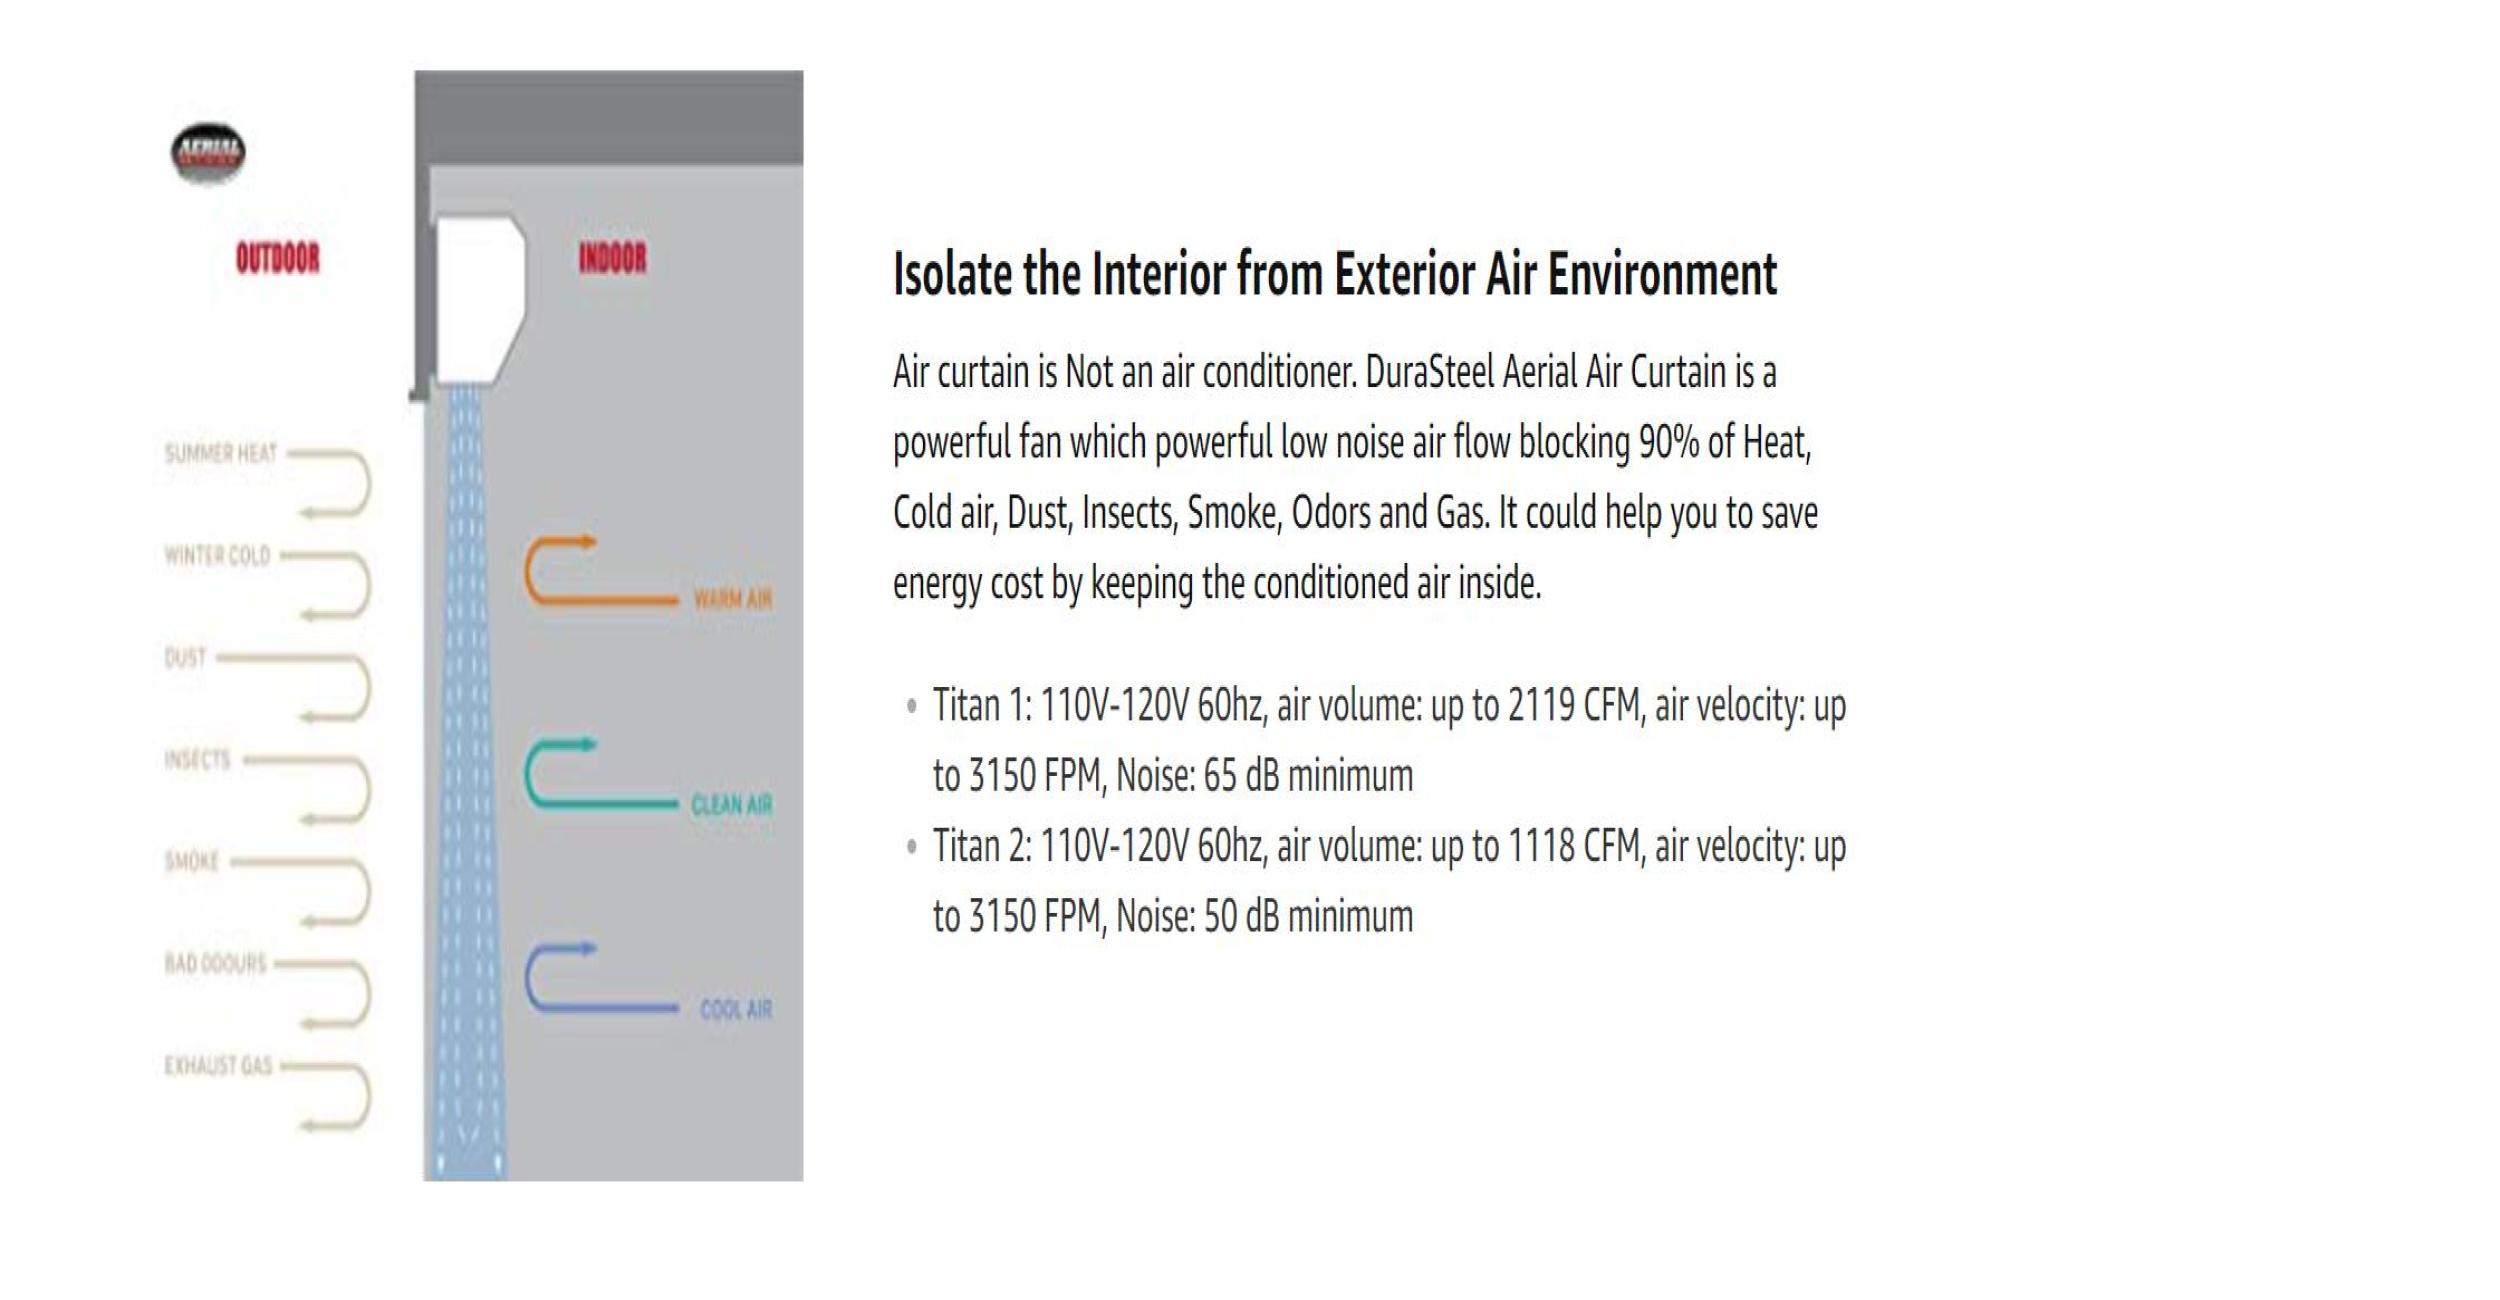 AERIAL
OUTDOOR
INDOOR
SUMMER HEAT
WINTER COLD
DUST
INSECTS
SMOKE
BAD ODOURS
EXHAUST GAS
WARM AIR
CLEAN AIR
COOL AIR
Isolate the Interior from Exterior Air Environment
Air curtain is Not an air conditioner. DuraSteel Aerial Air Curtain is a
powerful fan which powerful low noise air flow blocking 90% of Heat,
Cold air, Dust, Insects, Smoke, Odors and Gas. It could help you to save
energy cost by keeping the conditioned air inside.
• Titan 1: 110V-120V 60hz, air volume: up to 2119 CFM, air velocity: up
to 3150 FPM, Noise: 65 dB minimum
• Titan 2: 110V-120V 60hz, air volume: up to 1118 CFM, air velocity: up
to 3150 FPM, Noise: 50 dB minimum